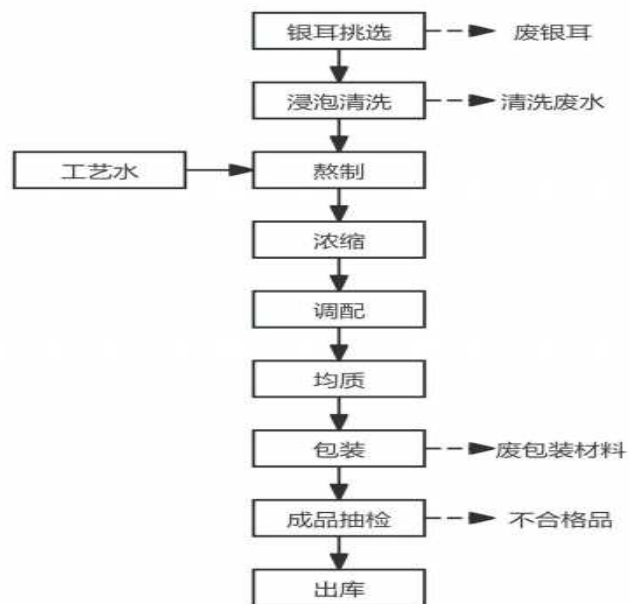 银耳挑选
废银耳
浸泡清洗
清洗废水
工艺水
熬制
浓缩
调配
均质
包装
废包装材料
成品抽检
不合格品
出库